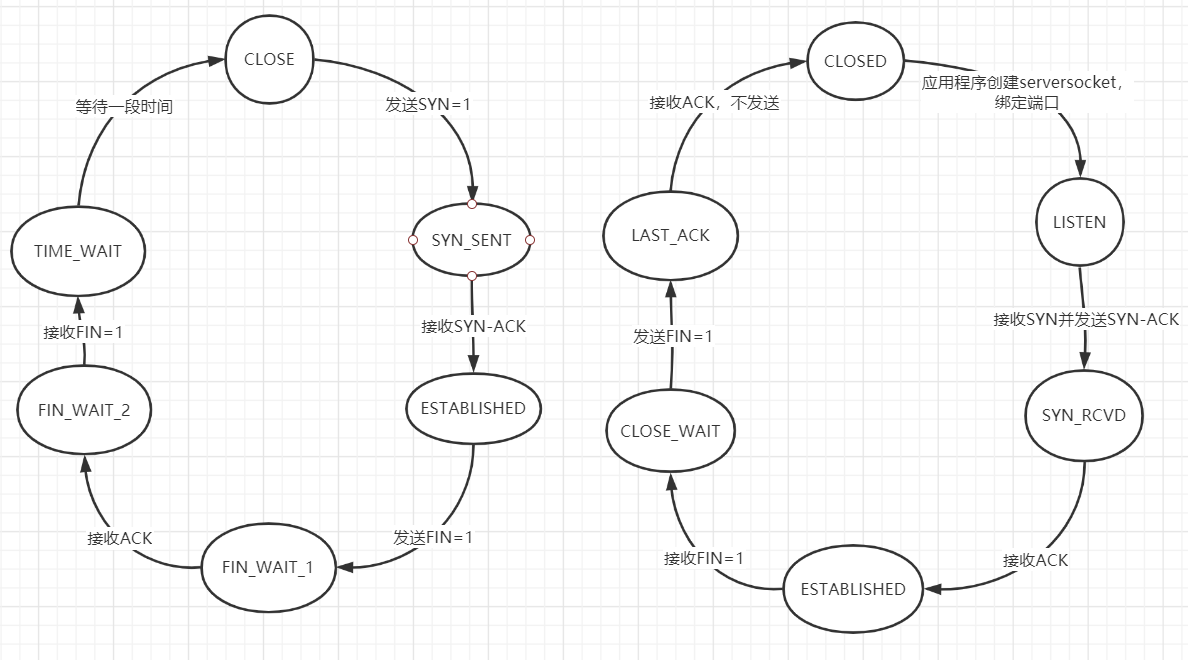 CLOSE
发送SYN=1
SYN_SENT
接收SYN-ACK
ESTABLISHED
发送FIN=1
FIN_WAIT_1
接收ACK
FIN_WAIT_2
接收FIN=1
TIME_WAIT
等待一段时间
CLOSED
应用程序创建serversocket，
绑定端口
LISTEN
接收SYN并发送SYN-ACK
SYN_RCVD
接收ACK
ESTABLISHED
接收FIN=1
CLOSE_WAIT
发送FIN=1
LAST_ACK
接收ACK，不发送